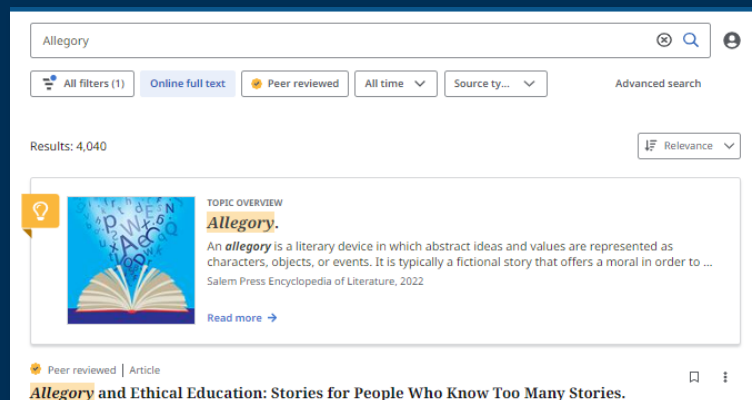 Allegory
All filters (1) Online full text Peer reviewed All time Source ty... Advanced search
Results: 4,040 Relevance
TOPIC OVERVIEW
Allegory.
An allegory is a literary device in which abstract ideas and values are represented as
characters, objects, or events. It is typically a fictional story that offers a moral in order to ...
Salem Press Encyclopedia of Literature, 2022
Read more →
Peer reviewed | Article
Allegory and Ethical Education: Stories for People Who Know Too Many Stories.